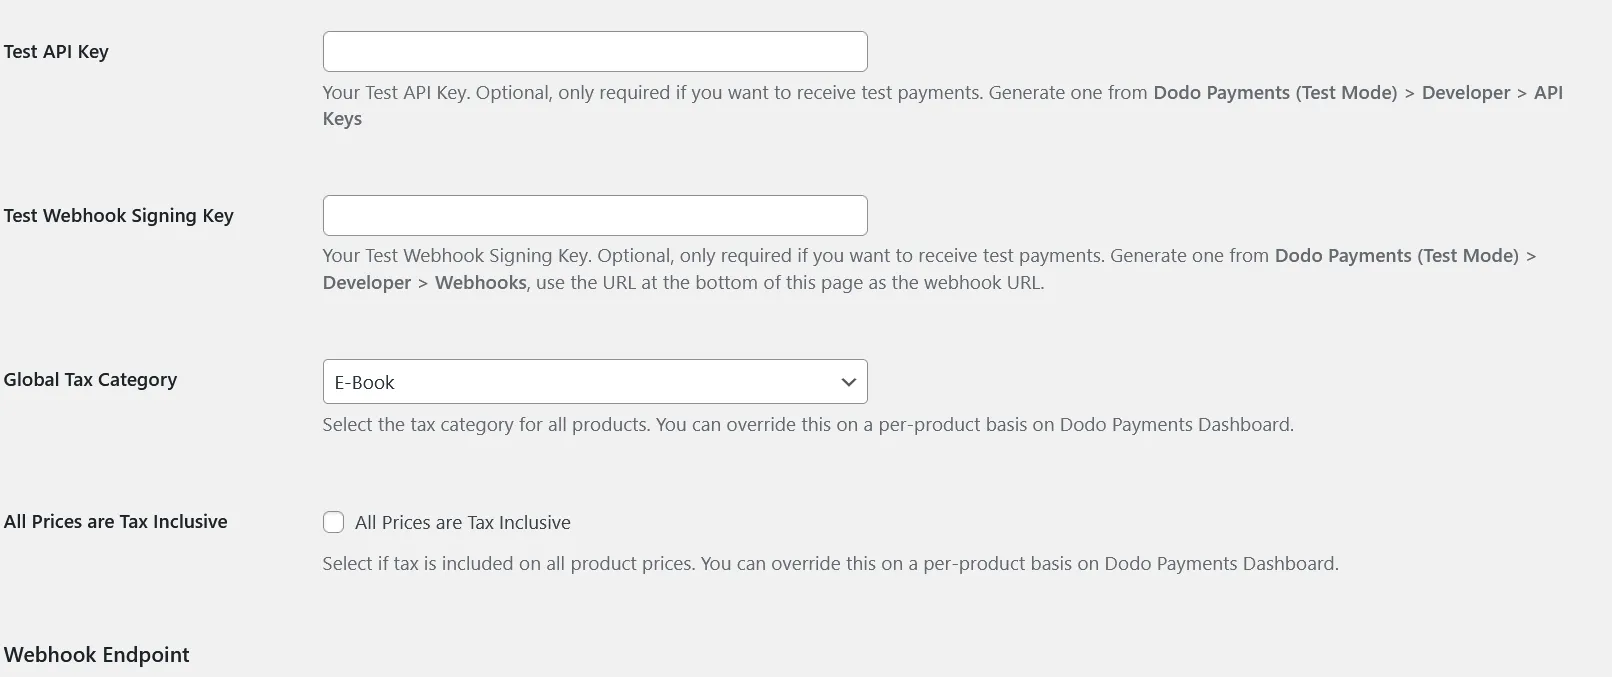 Test API Key
Your Test API Key. Optional, only required if you want to receive test payments. Generate one from Dodo Payments (Test Mode) > Developer > API
Keys
Test Webhook Signing Key
Your Test Webhook Signing Key. Optional, only required if you want to receive test payments. Generate one from Dodo Payments (Test Mode) >
Developer > Webhooks, use the URL at the bottom of this page as the webhook URL.
Global Tax Category
E-Book
Select the tax category for all products. You can override this on a per-product basis on Dodo Payments Dashboard.
All Prices are Tax Inclusive
All Prices are Tax Inclusive
Select if tax is included on all product prices. You can override this on a per-product basis on Dodo Payments Dashboard.
Webhook Endpoint